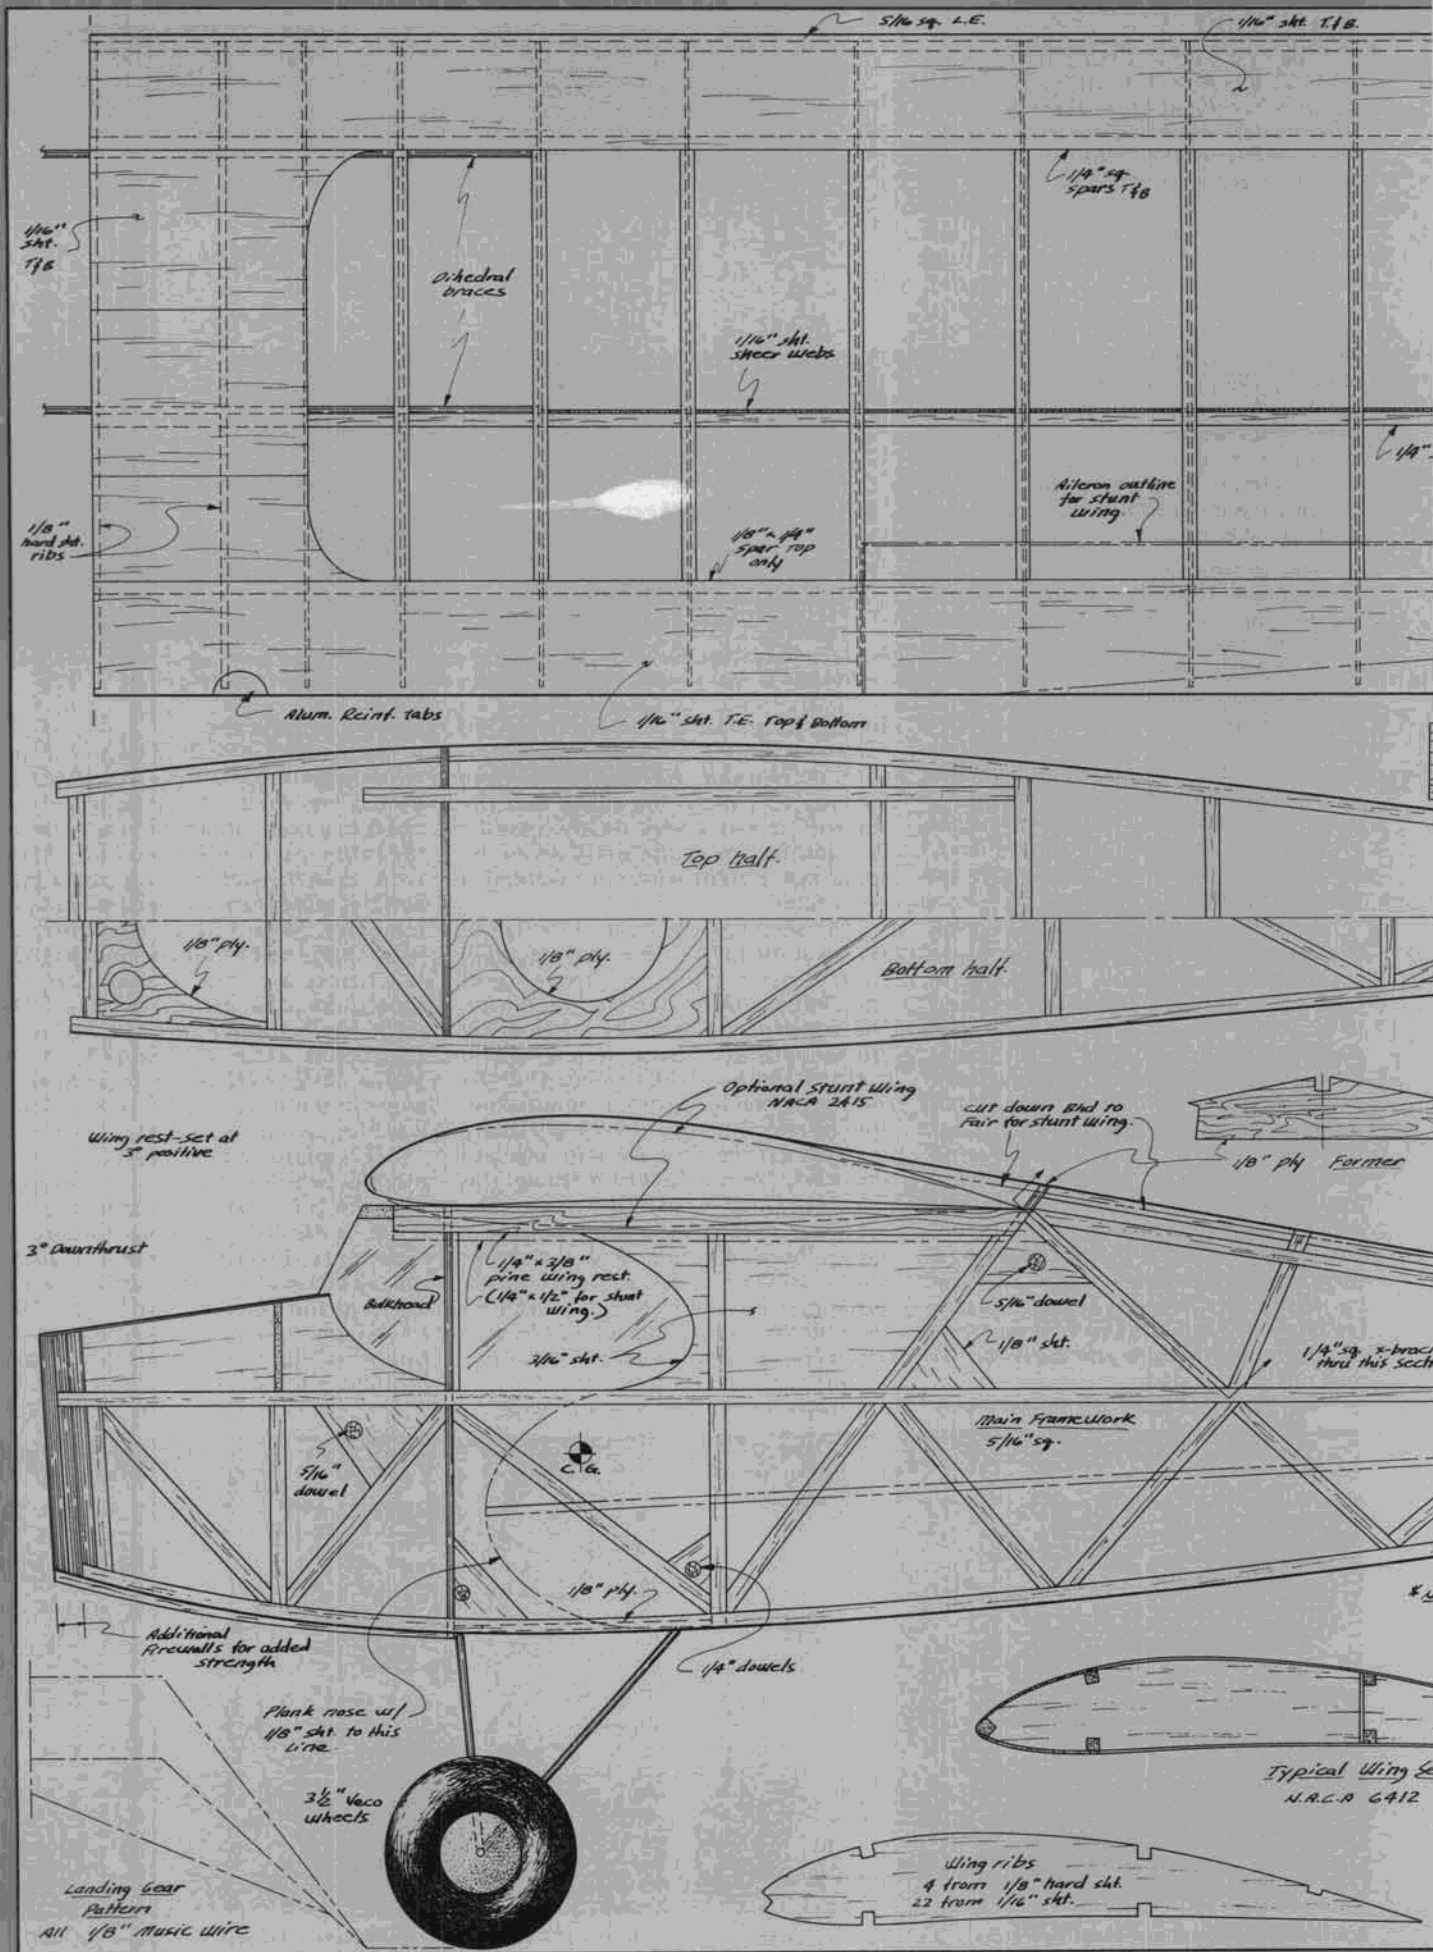 5/16 sq. L.E.
1/16" sht. T&B.
1/4" sq
spars T&B
1/16"
sht.
T&B
Dihedral
braces
1/16" sht.
sheer webs
1/4"
Aileron outline
for stunt
wing
1/8"
hard sht.
ribs
1/8" x 1/4"
spar top
only
Alum. Reinf. tabs
1/16" sht. T.E. Top & Bottom
Top half.
1/8" ply.
1/8" ply.
Bottom half.
Optional stunt wing
NACA 2415
Wing rest-set at
3° positive
cut down Bhd to
Fair for stunt wing.
1/8" ply Former
3° Downthrust
1/4" x 3/8"
pine wing rest.
(1/4" x 1/2" for stunt
wing.)
Bulkhead
5/16" dowel
1/8" sht.
3/16" sht.
1/4" sq. x-brac
thru this sect
Main Framework
5/16" sq.
C.G.
5/16"
dowel
1/8" ply.
Additional
Firewalls for added
strength
1/4" dowels
Plank nose w/
1/8" sht. to this
Line
3 1/2" Veco
wheels
Typical Wing Se
N.A.C.A 6412
Wing ribs
4 from 1/8" hard sht.
22 from 1/16" sht.
Landing Gear
Pattern
All 1/8" Music Wire